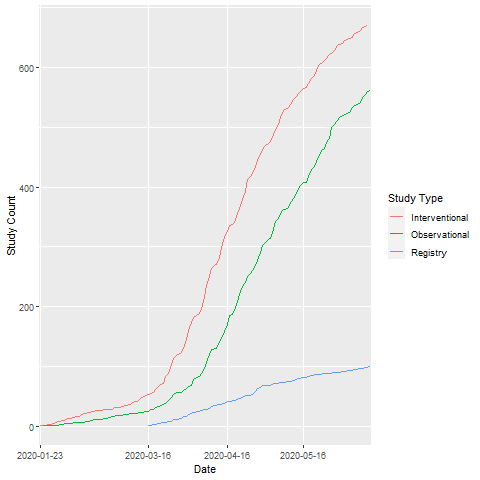 Study Count
600
400
200
0
2020-01-23
2020-03-16
2020-04-16
2020-05-16
Date
Study Type
Interventional
Observational
Registry